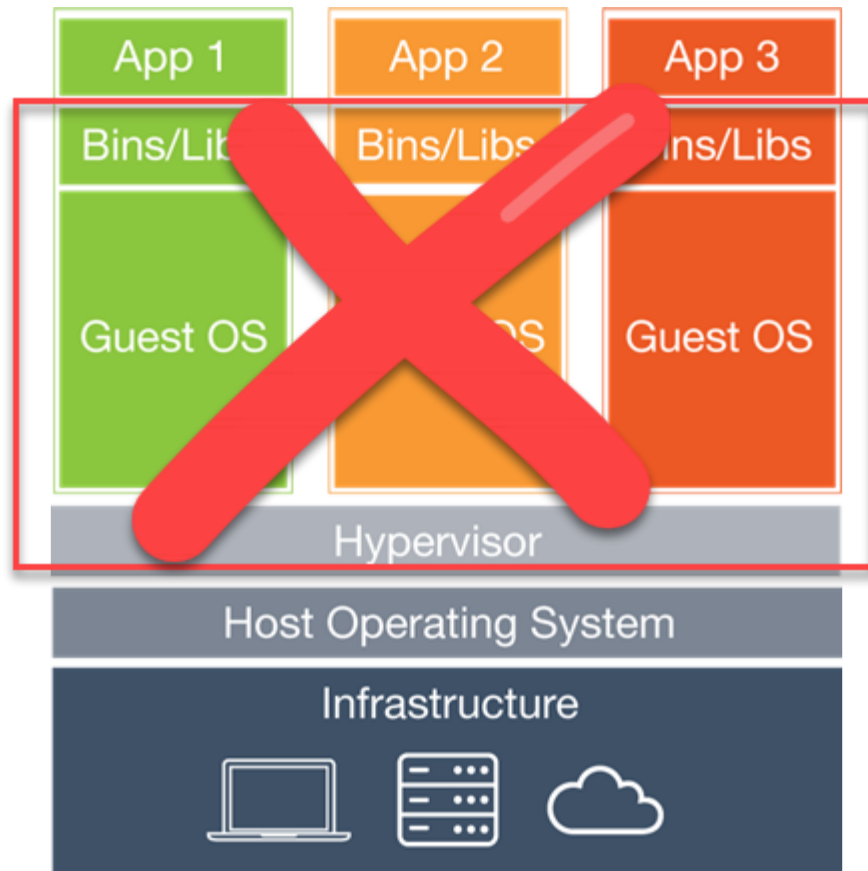 App 1
App 2
App 3
Bins/Lib
Bins/Libs
ins/Libs
Guest OS
OS
Guest OS
Hypervisor
Host Operating System
Infrastructure